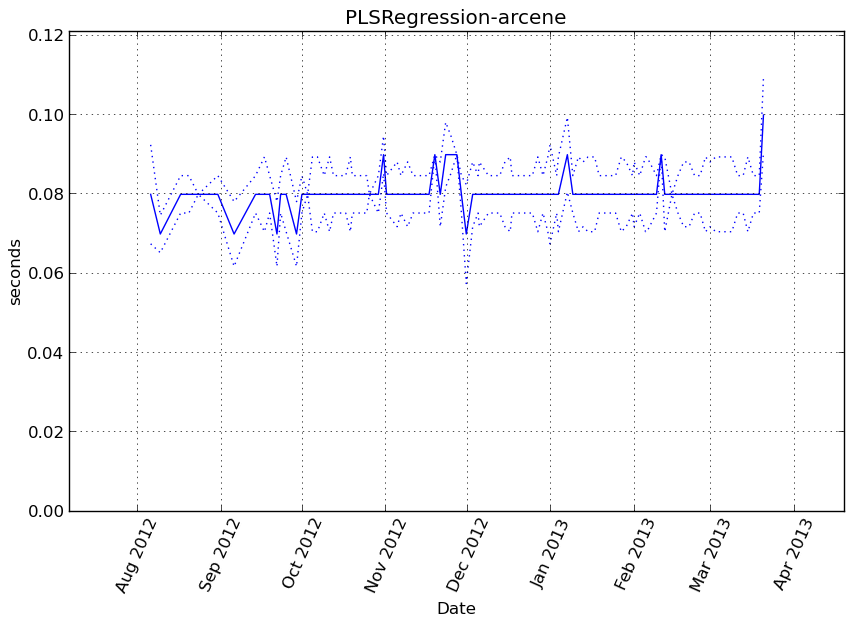 PLSRegression-arcene
0.12
0.10
0.08
0.06
0.04
0.02
0.00
seconds
Aug 2012
Sep 2012
Oct 2012
Nov 2012
Dec 2012
Jan 2013
Feb 2013
Mar 2013
Apr 2013
Date